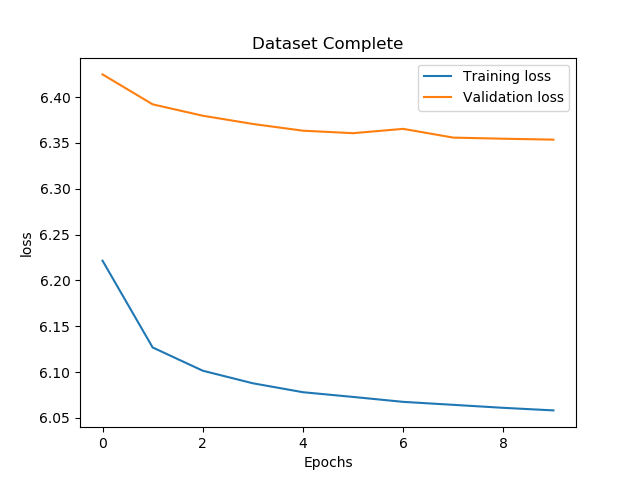 Dataset Complete
Training loss
Validation loss
6.40
6.35
6.30
6.25
6.20
6.15
6.10
6.05
loss
0 2 4 6 8
Epochs